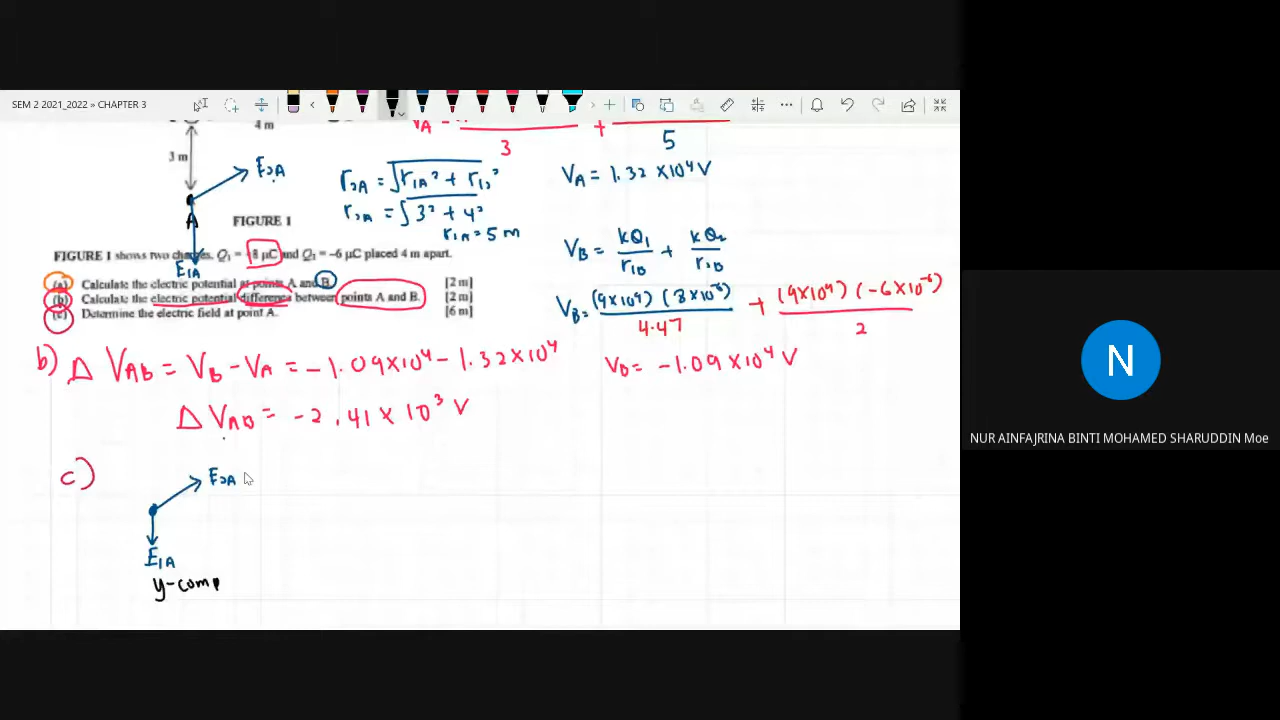 SEM 2 2021_2022 » CHAPTER 3
4 m
3 m
E2A
A
E1A
FIGURE 1
3
+
5
r2A = √r1A² + r12²
r2A = √3² + 4²
r1A = 5 m
VA = 1.32 ×10⁴ V
FIGURE 1 shows two charges, Q1 = 8 μC and Q2 = -6 μC placed 4 m apart.
(a) Calculate the electric potential at points A and B. [2 m]
(b) Calculate the electric potential difference between points A and B. [2 m]
(c) Determine the electric field at point A. [6 m]
VB = kQ1/r1B + kQ2/r2B
VB = (9×10⁹)(8×10⁻⁶)/4.47 + (9×10⁹)(-6×10⁻⁶)/2
VB = -1.09 ×10⁴ V
b) Δ VAB = VB - VA = -1.09×10⁴ - 1.32×10⁴
Δ VAB = -2.41 × 10³ V
c)
E2A
E1A
y-comp
N
NUR AINFAJRINA BINTI MOHAMED SHARUDDIN Moe